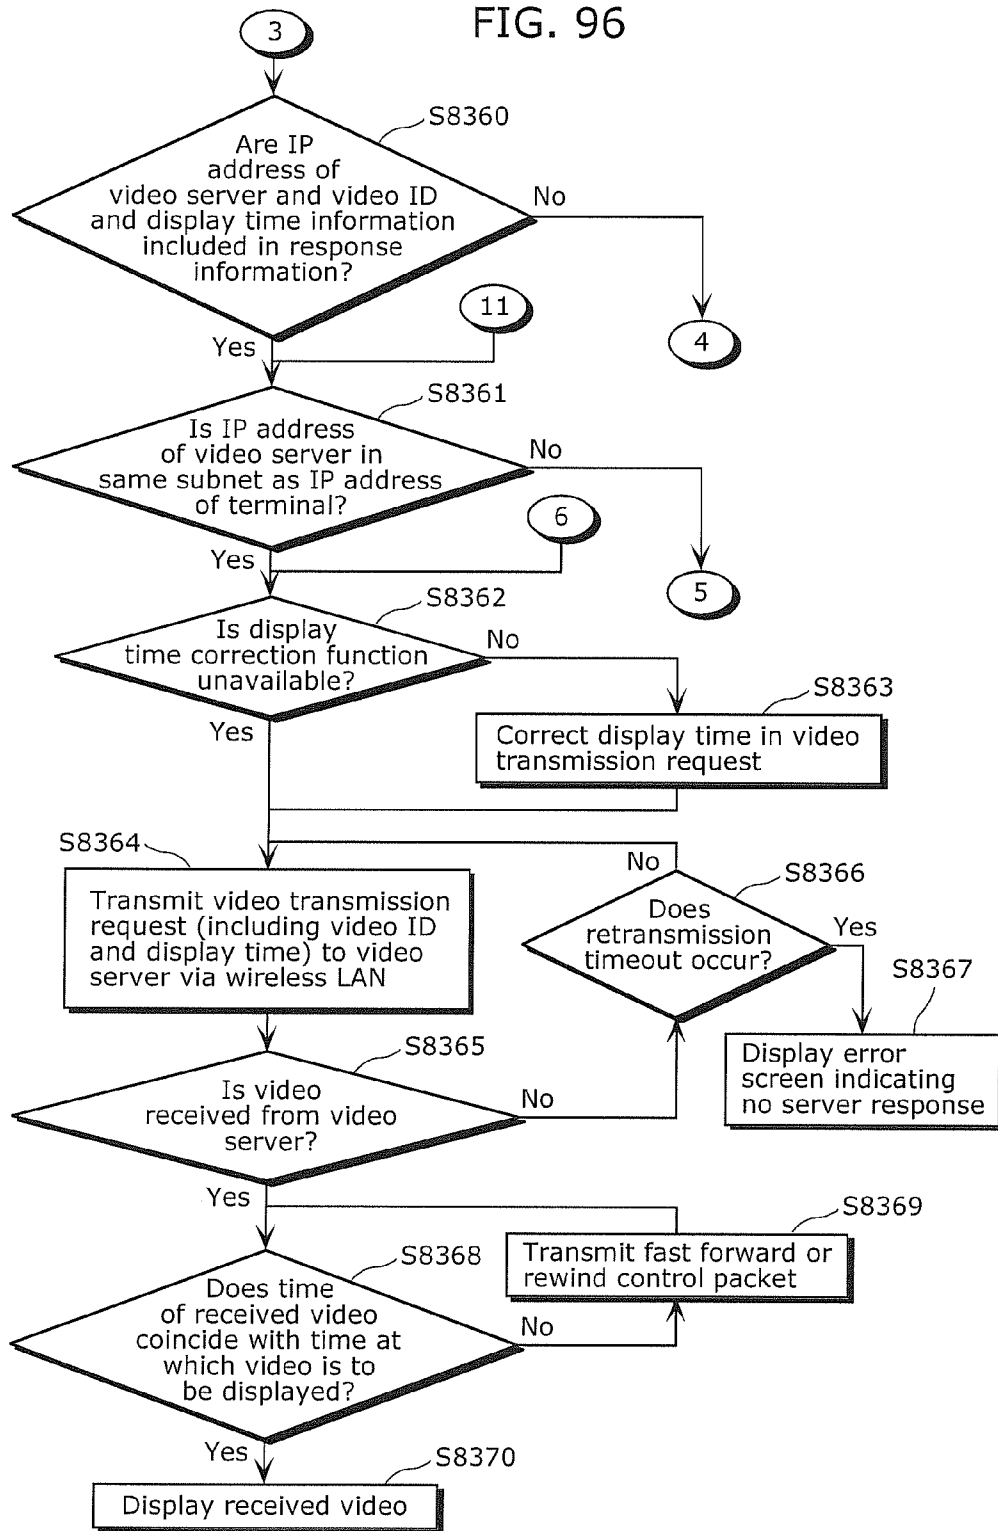 FIG. 96
3
S8360
Are IP
address of
video server and video ID
and display time information
included in response
information?
No
11
4
Yes
S8361
Is IP address
of video server in
same subnet as IP address
of terminal?
No
6
Yes
5
S8362
Is display
time correction function
unavailable?
No
S8363
Yes
Correct display time in video
transmission request
S8364
Transmit video transmission
request (including video ID
and display time) to video
server via wireless LAN
No
S8366
Does
retransmission
timeout occur?
Yes
S8367
Display error
screen indicating
no server response
S8365
Is video
received from video
server?
No
Yes
S8369
Transmit fast forward or
rewind control packet
S8368
Does time
of received video
coincide with time at
which video is to
be displayed?
No
Yes
S8370
Display received video